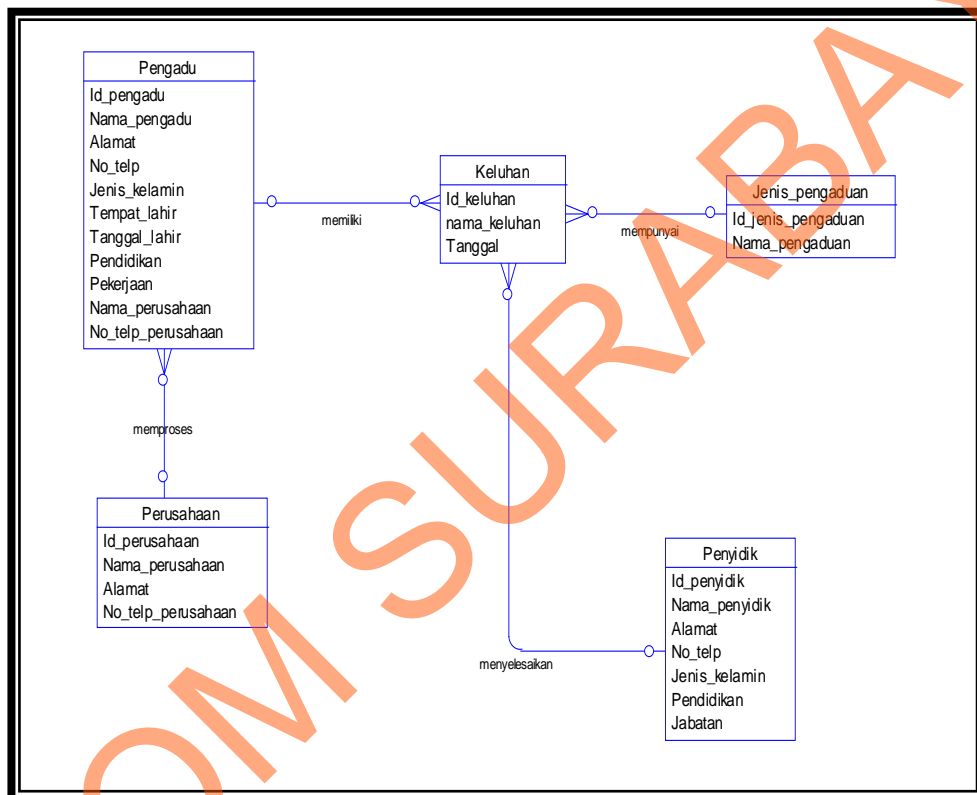 Pengadu
Id_pengadu
Nama_pengadu
Alamat
No_telp
Jenis_kelamin
Tempat_lahir
Tanggal_lahir
Pendidikan
Pekerjaan
Nama_perusahaan
No_telp_perusahaan
memiliki
Keluhan
Id_keluhan
nama_keluhan
Tanggal
mempunyai
Jenis_pengaduan
Id_jenis_pengaduan
Nama_pengaduan
memproses
Perusahaan
Id_perusahaan
Nama_perusahaan
Alamat
No_telp_perusahaan
menyelesaikan
Penyidik
Id_penyidik
Nama_penyidik
Alamat
No_telp
Jenis_kelamin
Pendidikan
Jabatan
OM SURABA